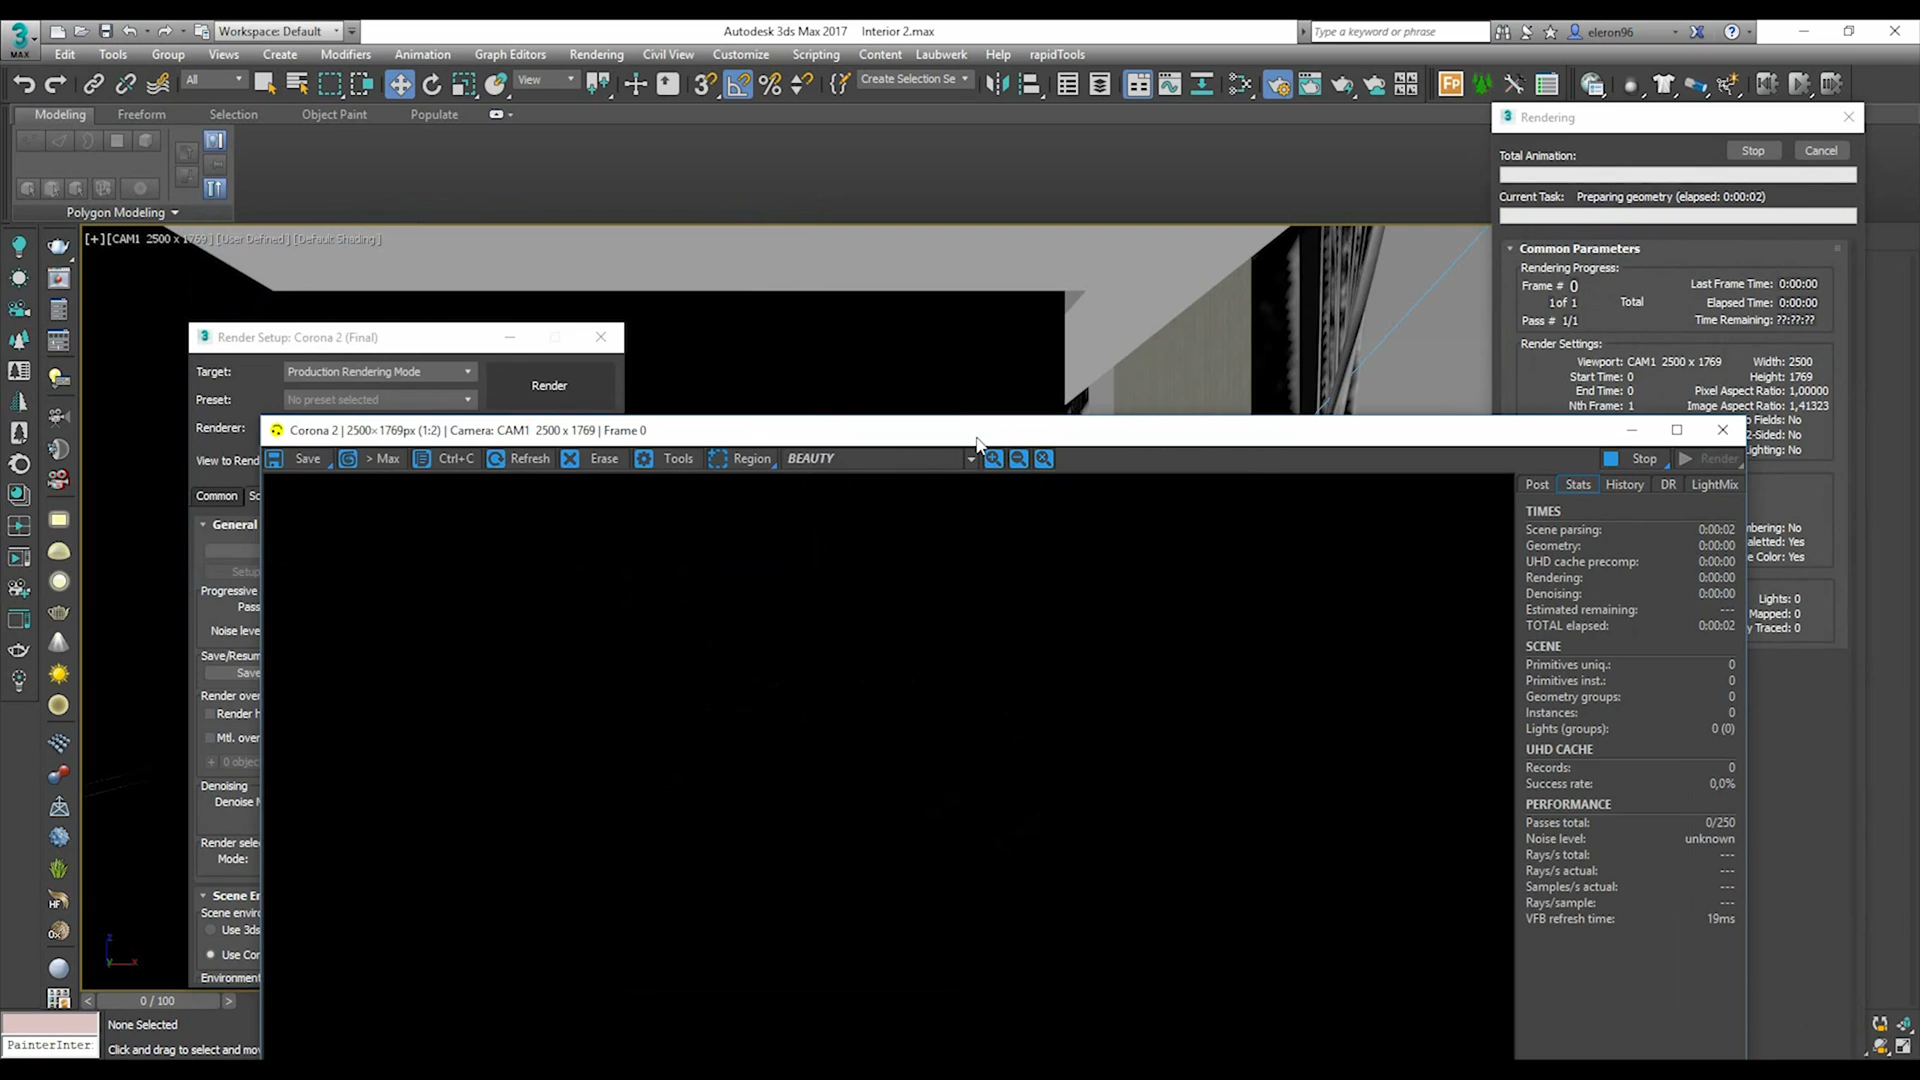 3
MAX
Workspace: Default
Autodesk 3ds Max 2017    Interior 2.max
Type a keyword or phrase
eleron96
Edit Tools Group Views Create Modifiers Animation Graph Editors Rendering Civil View Customize Scripting Content Laubwerk Help rapidTools
All
View
Create Selection Se
Fp
Modeling Freeform Selection Object Paint Populate
Polygon Modeling
[+][CAM1 2500 x 1769 ] [User Defined ] [Default Shading ]
3 Rendering
Total Animation:
Stop Cancel
Current Task: Preparing geometry (elapsed: 0:00:02)
Common Parameters
Rendering Progress:
Frame # 0
Last Frame Time: 0:00:00
1 of 1 Total
Elapsed Time: 0:00:00
Pass # 1/1
Time Remaining: ??:??:??
Render Settings:
Viewport: CAM1 2500 x 1769
Width: 2500
Start Time: 0
Height: 1769
End Time: 0
Pixel Aspect Ratio: 1,00000
Nth Frame: 1
Image Aspect Ratio: 1,41323
o Fields: No
2-Sided: No
ighting: No
mbering: No
aletted: Yes
e Color: Yes
Lights: 0
Mapped: 0
y Traced: 0
3 Render Setup: Corona 2 (Final)
Target: Production Rendering Mode
Render
Preset: No preset selected
Renderer:
View to Rend
Common Sc
General
Setup
Progressive
Pass
Noise leve
Save/Resum
Save
Render over
Render h
Mtl. over
+ 0 object
Denoising
Denoise M
Render selec
Mode:
Scene En
Scene enviro
Use 3ds
Use Cor
Environment
Corona 2 | 2500×1769px (1:2) | Camera: CAM1  2500 x 1769 | Frame 0
Save > Max Ctrl+C Refresh Erase Tools Region BEAUTY Stop Render
Post Stats History DR LightMix
TIMES
Scene parsing: 0:00:02
Geometry: 0:00:00
UHD cache precomp: 0:00:00
Rendering: 0:00:00
Denoising: 0:00:00
Estimated remaining: ---
TOTAL elapsed: 0:00:02
SCENE
Primitives uniq.: 0
Primitives inst.: 0
Geometry groups: 0
Instances: 0
Lights (groups): 0 (0)
UHD CACHE
Records: 0
Success rate: 0,0%
PERFORMANCE
Passes total: 0/250
Noise level: unknown
Rays/s total: ---
Rays/s actual: ---
Samples/s actual: ---
Rays/sample: ---
VFB refresh time: 19ms
HF
z
x
< 0 / 100 >
None Selected
PainterInter:
Click and drag to select and mov